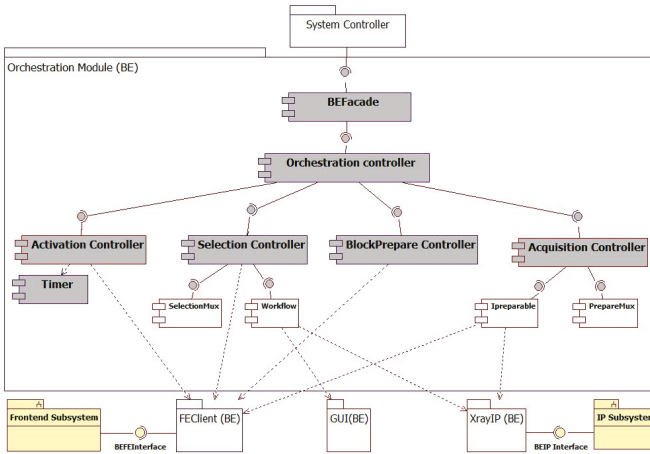 System Controller
Orchestration Module (BE)
BEFacade
Orchestration controller
Activation Controller
Selection Controller
BlockPrepare Controller
Acquisition Controller
Timer
SelectionMux
Workflow
Ipreparable
PrepareMux
Frontend Subsystem
FEClient (BE)
GUI(BE)
XrayIP (BE)
IP Subsystem
BEFEInterface
BEIP Interface